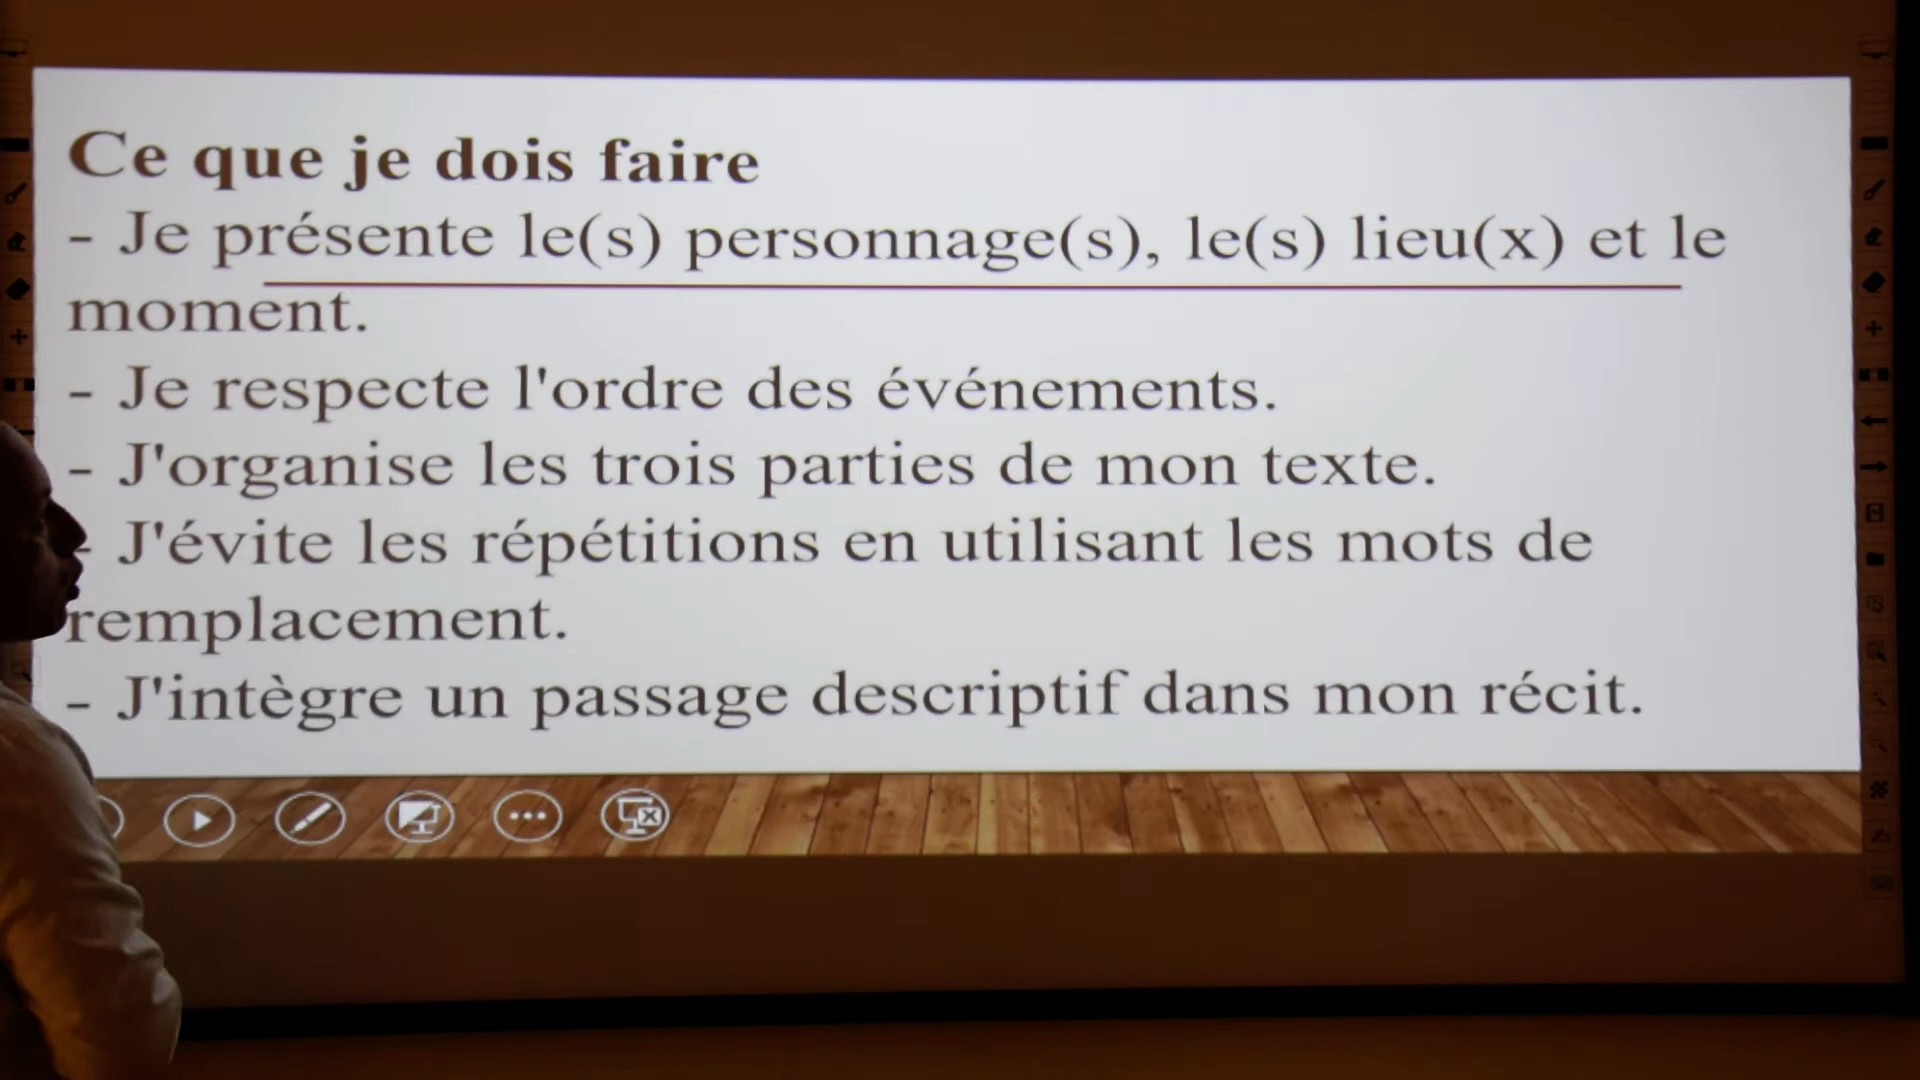 Ce que je dois faire
- Je présente le(s) personnage(s), le(s) lieu(x) et le
moment.
- Je respecte l'ordre des événements.
- J'organise les trois parties de mon texte.
- J'évite les répétitions en utilisant les mots de
remplacement.
- J'intègre un passage descriptif dans mon récit.